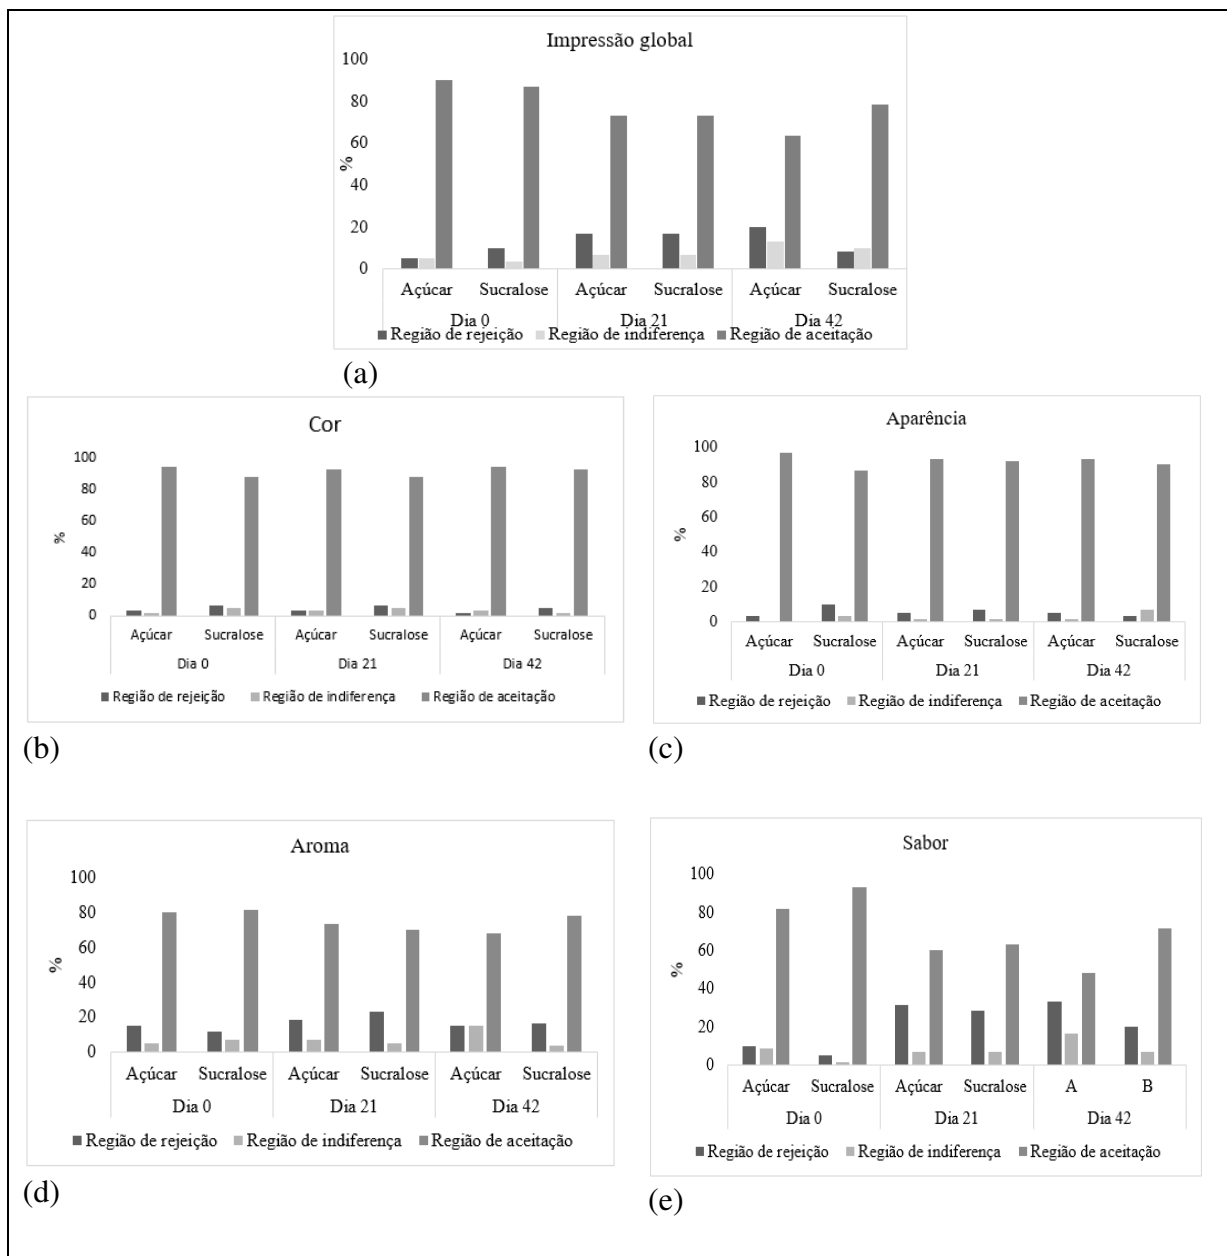 Impressão global
100
80
60
40
20
0
%
Açúcar Sucralose Açúcar Sucralose Açúcar Sucralose
Dia 0 Dia 21 Dia 42
Região de rejeição Região de indiferença Região de aceitação
(a)
Cor
100
80
60
40
20
0
%
Açúcar Sucralose Açúcar Sucralose Açúcar Sucralose
Dia 0 Dia 21 Dia 42
Região de rejeição Região de indiferença Região de aceitação
(b)
Aparência
100
80
60
40
20
0
%
Açúcar Sucralose Açúcar Sucralose Açúcar Sucralose
Dia 0 Dia 21 Dia 42
Região de rejeição Região de indiferença Região de aceitação
(c)
Aroma
100
80
60
40
20
0
%
Açúcar Sucralose Açúcar Sucralose Açúcar Sucralose
Dia 0 Dia 21 Dia 42
Região de rejeição Região de indiferença Região de aceitação
(d)
Sabor
100
80
60
40
20
0
%
Açúcar Sucralose Açúcar Sucralose A B
Dia 0 Dia 21 Dia 42
Região de rejeição Região de indiferença Região de aceitação
(e)